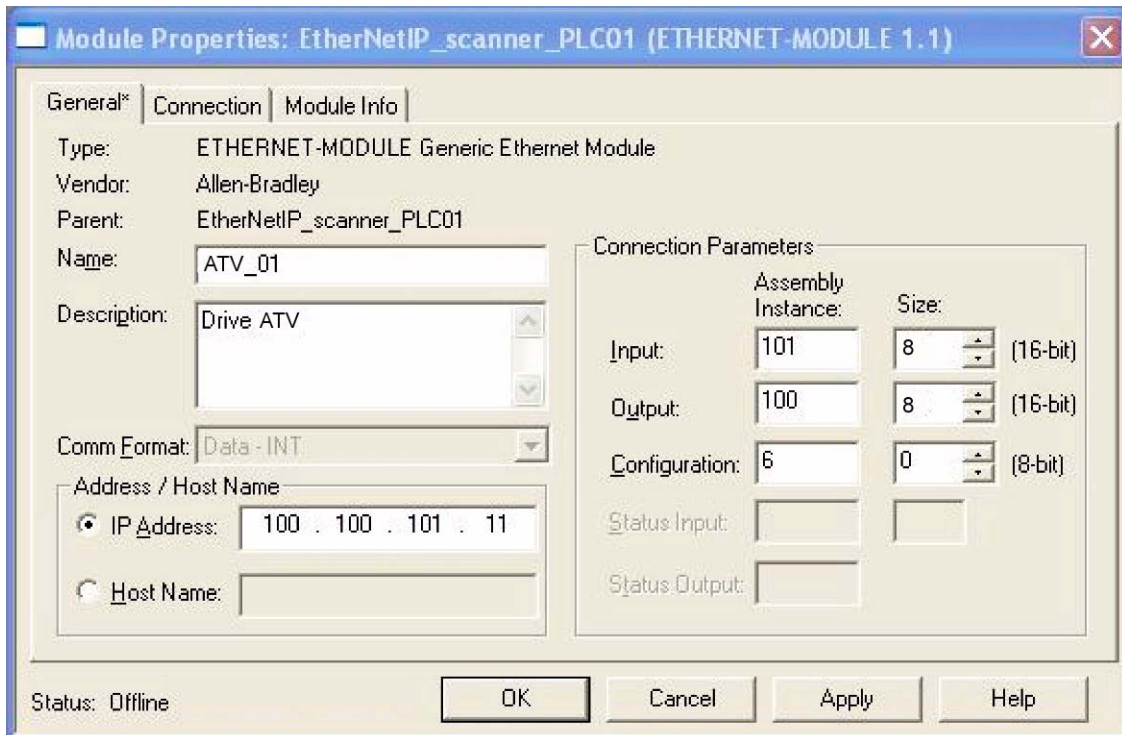 Module Properties: EtherNetIP_scanner_PLC01 (ETHERNET-MODULE 1.1)
General* Connection Module Info
Type: ETHERNET-MODULE Generic Ethernet Module
Vendor: Allen-Bradley
Parent: EtherNetIP_scanner_PLC01
Name: ATV_01
Description: Drive ATV
Comm Format: Data - INT
Address / Host Name
IP Address: 100 . 100 . 101 . 11
Host Name:
Connection Parameters
Assembly
Instance: Size:
Input: 101 8 (16-bit)
Output: 100 8 (16-bit)
Configuration: 6 0 (8-bit)
Status Input:
Status Output:
Status: Offline OK Cancel Apply Help